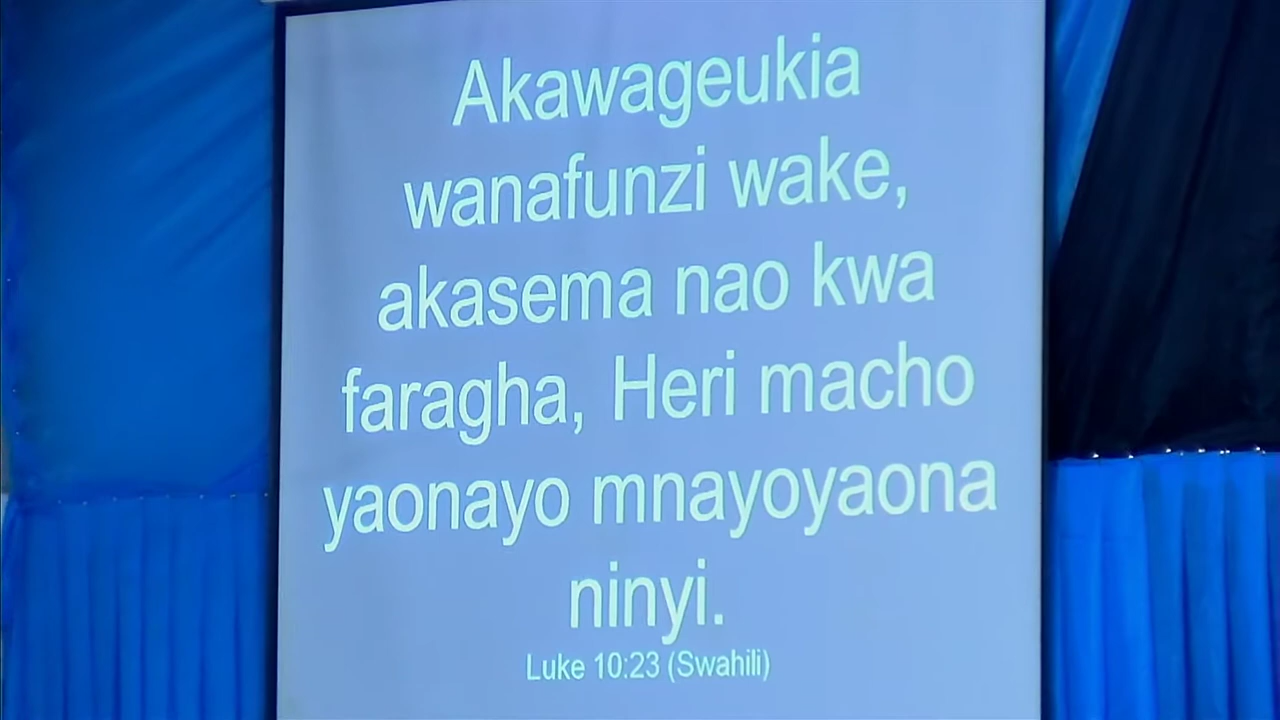 Akawageukia
wanafunzi wake,
akasema nao kwa
faragha, Heri macho
yaonayo mnayoyaona
ninyi.
Luke 10:23 (Swahili)